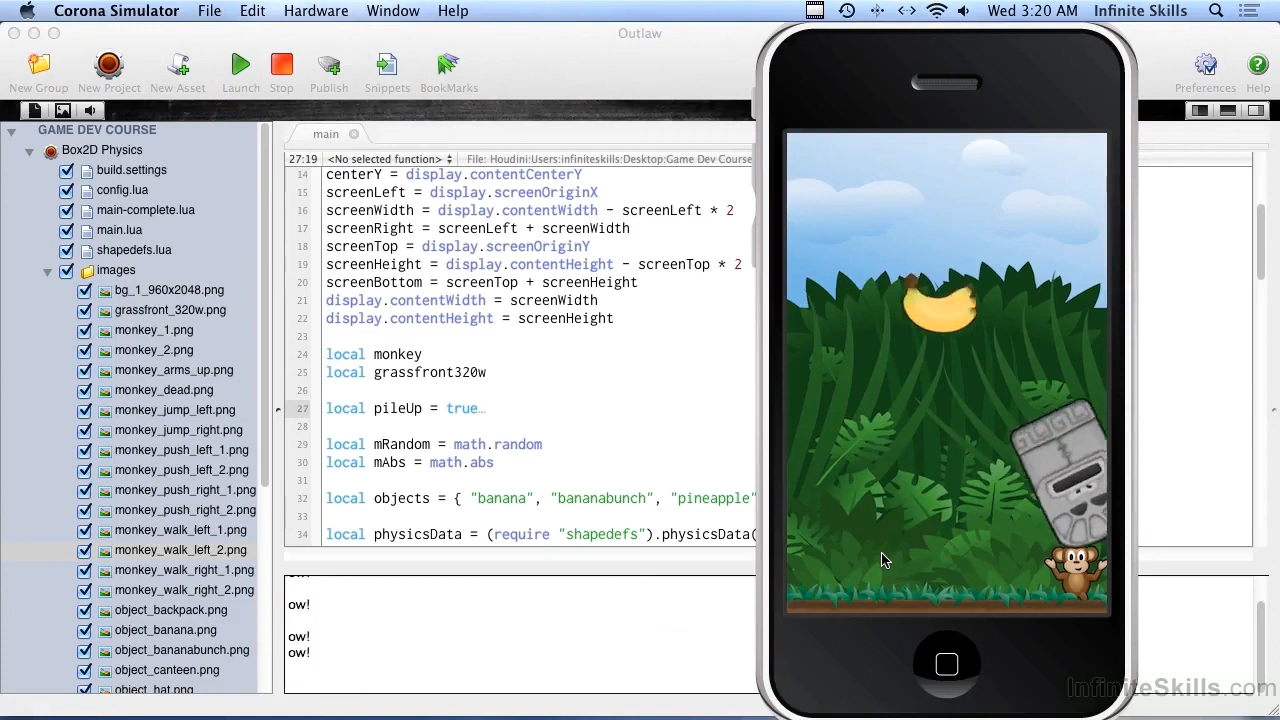 Corona Simulator File Edit Hardware Window Help Wed 3:20 AM Infinite Skills
Outlaw
New Group New Project New Asset Launch Stop Publish Snippets BookMarks Preferences Help
GAME DEV COURSE
Box2D Physics
build.settings
config.lua
main-complete.lua
main.lua
shapedefs.lua
images
bg_1_960x2048.png
grassfront_320w.png
monkey_1.png
monkey_2.png
monkey_arms_up.png
monkey_dead.png
monkey_jump_left.png
monkey_jump_right.png
monkey_push_left_1.png
monkey_push_left_2.png
monkey_push_right_1.png
monkey_push_right_2.png
monkey_walk_left_1.png
monkey_walk_left_2.png
monkey_walk_right_1.png
monkey_walk_right_2.png
object_backpack.png
object_banana.png
object_bananabunch.png
object_canteen.png
object_hat.png
main
27:19 <No selected function> File: Houdini:Users:infiniteskills:Desktop:Game Dev Course
14 centerY = display.contentCenterY
15 screenLeft = display.screenOriginX
16 screenWidth = display.contentWidth - screenLeft * 2
17 screenRight = screenLeft + screenWidth
18 screenTop = display.screenOriginY
19 screenHeight = display.contentHeight - screenTop * 2
20 screenBottom = screenTop + screenHeight
21 display.contentWidth = screenWidth
22 display.contentHeight = screenHeight
23
24 local monkey
25 local grassfront320w
26
27 local pileUp = true…
28
29 local mRandom = math.random
30 local mAbs = math.abs
31
32 local objects = { "banana", "bananabunch", "pineapple"
33
34 local physicsData = (require "shapedefs").physicsData(
ow!
ow!
ow!
ow!
InfiniteSkills.com